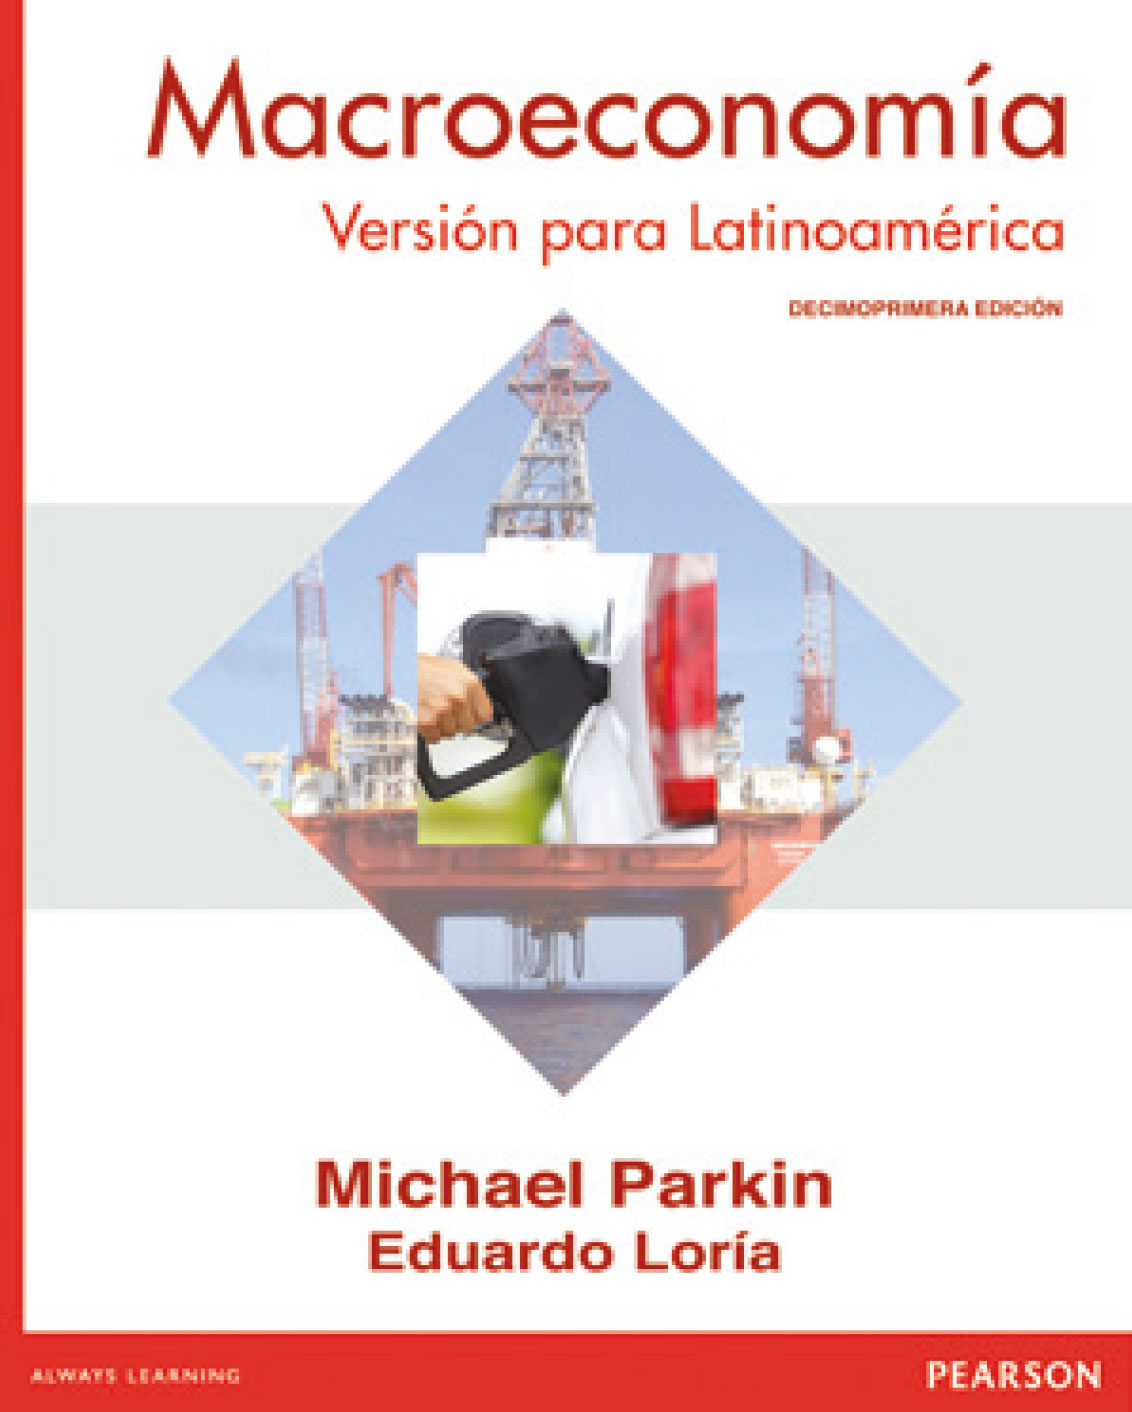 Macroeconomía
Versión para Latinoamérica
DECIMOPRIMERA EDICIÓN
Michael Parkin
Eduardo Loría
ALWAYS LEARNING
PEARSON